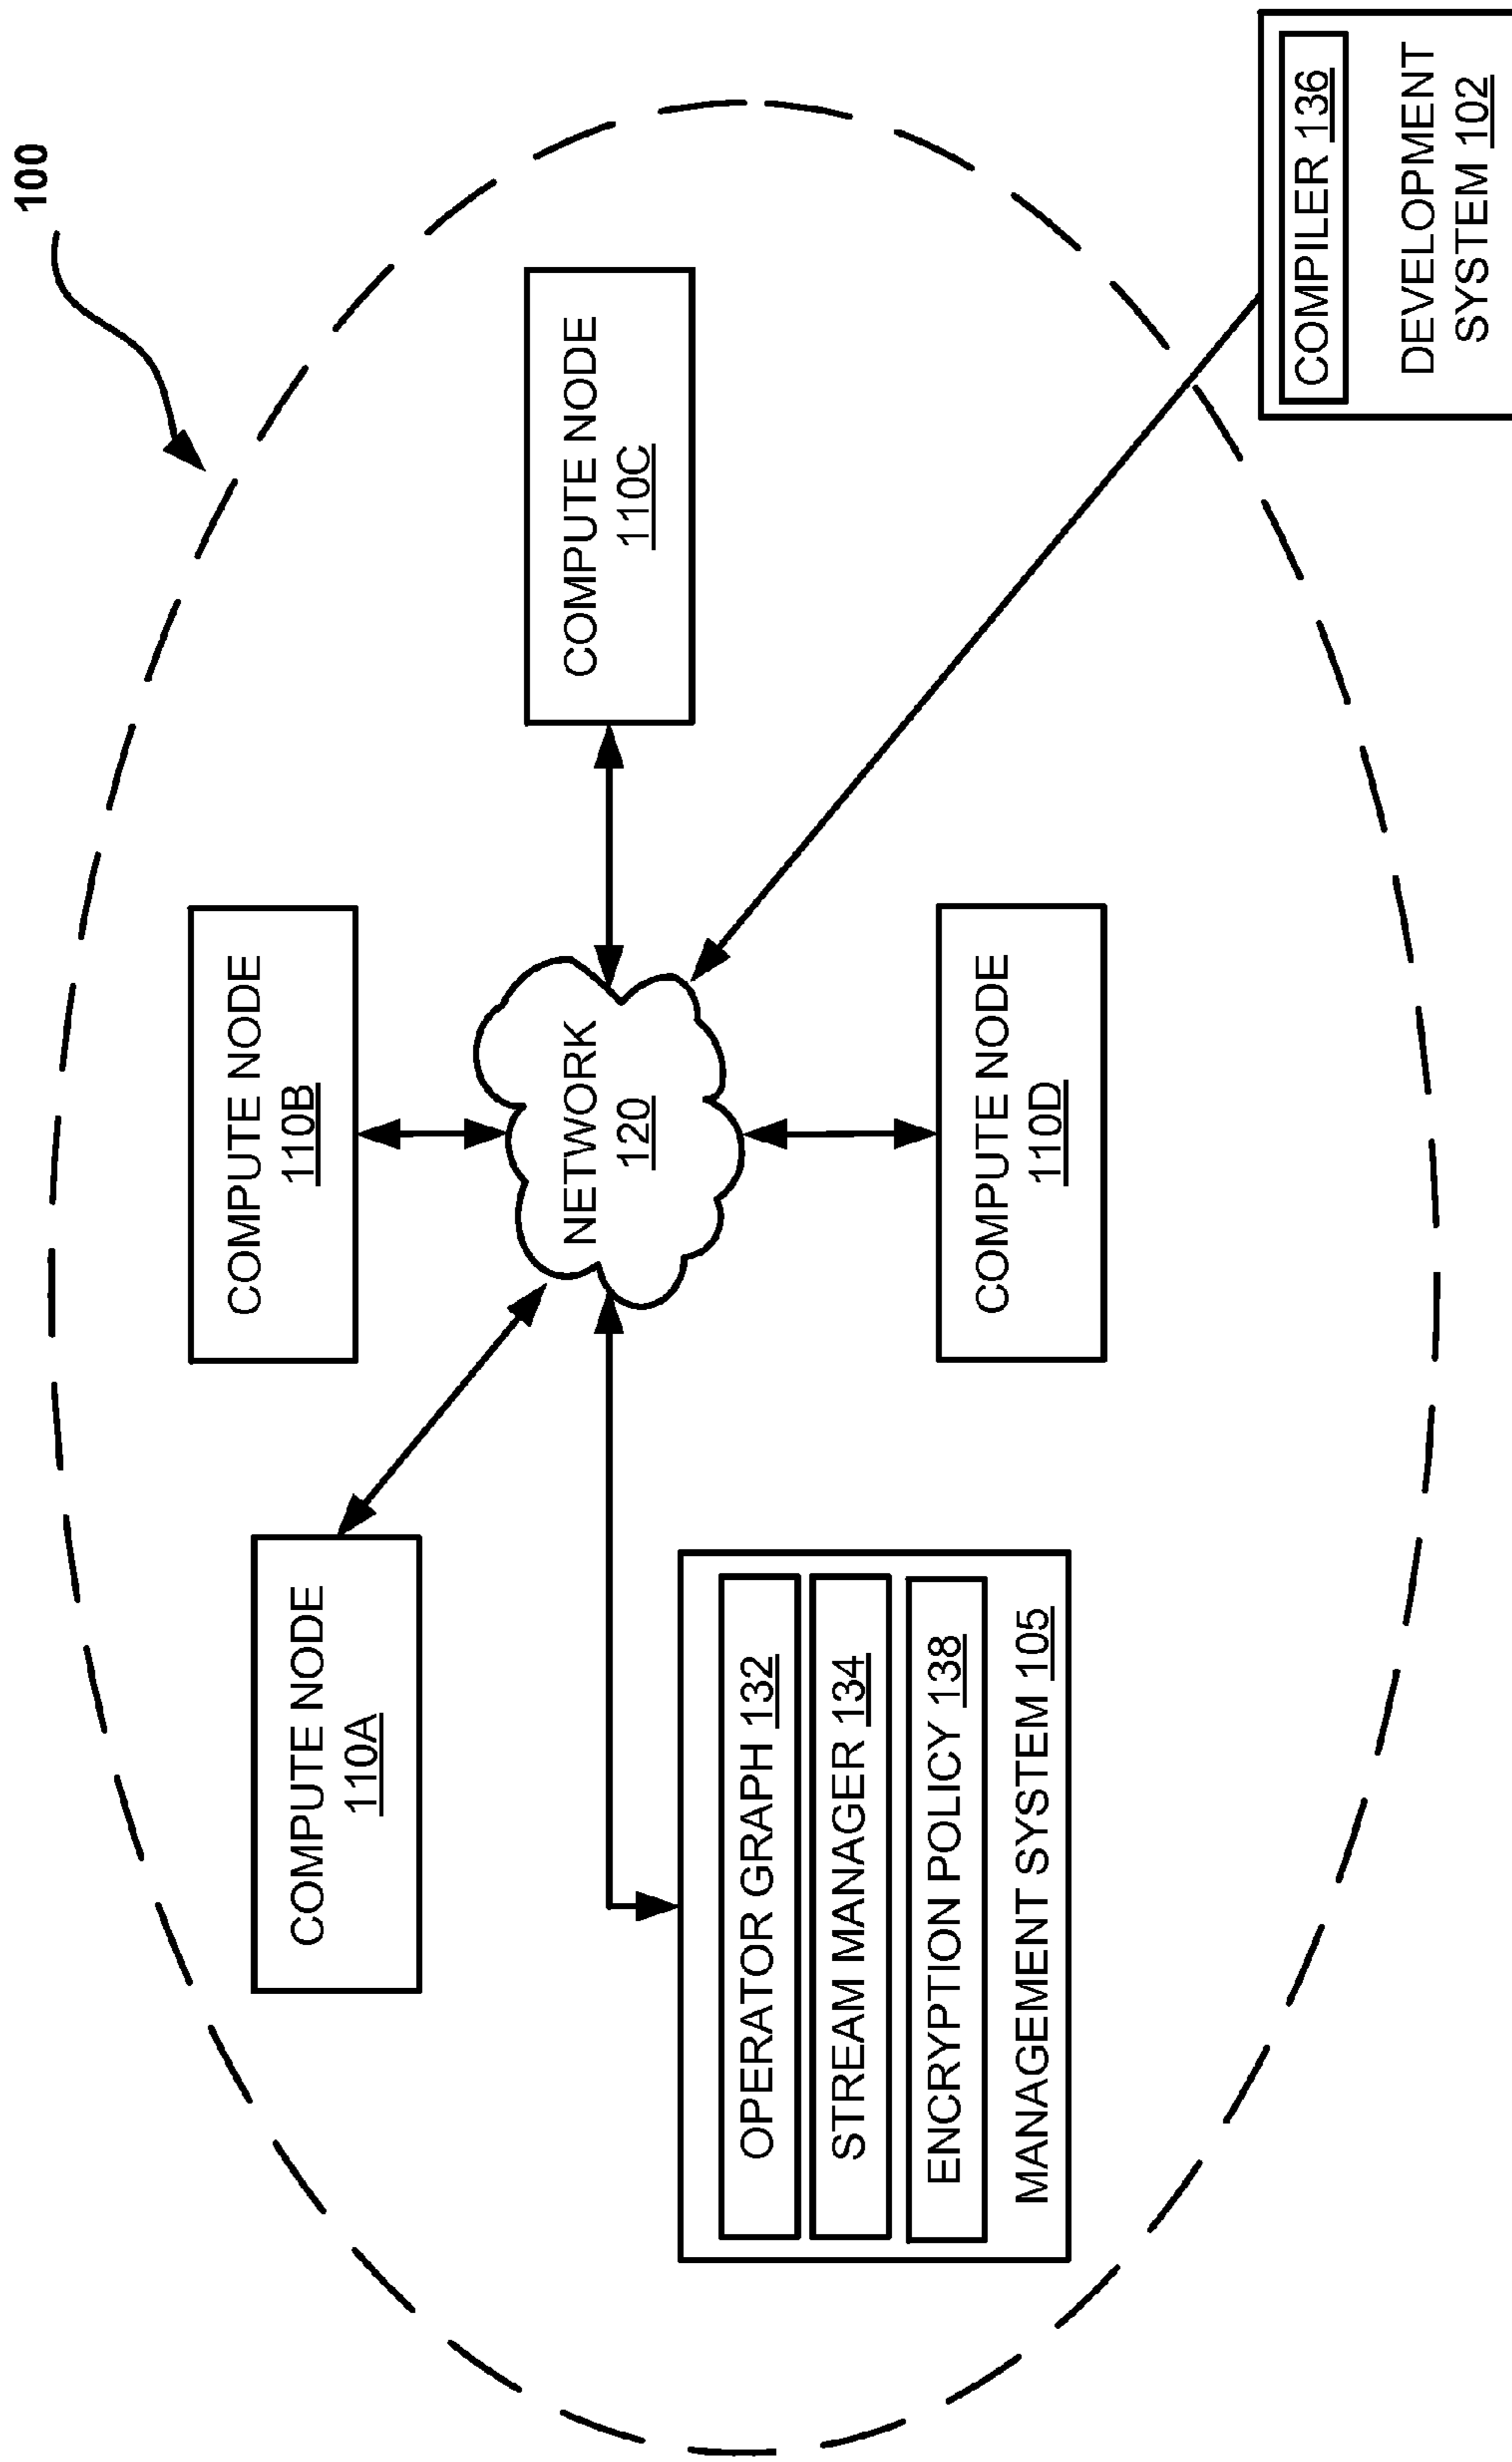 100
COMPUTE NODE
110A
COMPUTE NODE
110B
COMPUTE NODE
110C
NETWORK
120
COMPUTE NODE
110D
OPERATOR GRAPH 132
STREAM MANAGER 134
ENCRYPTION POLICY 138
MANAGEMENT SYSTEM 105
COMPILER 136
DEVELOPMENT
SYSTEM 102